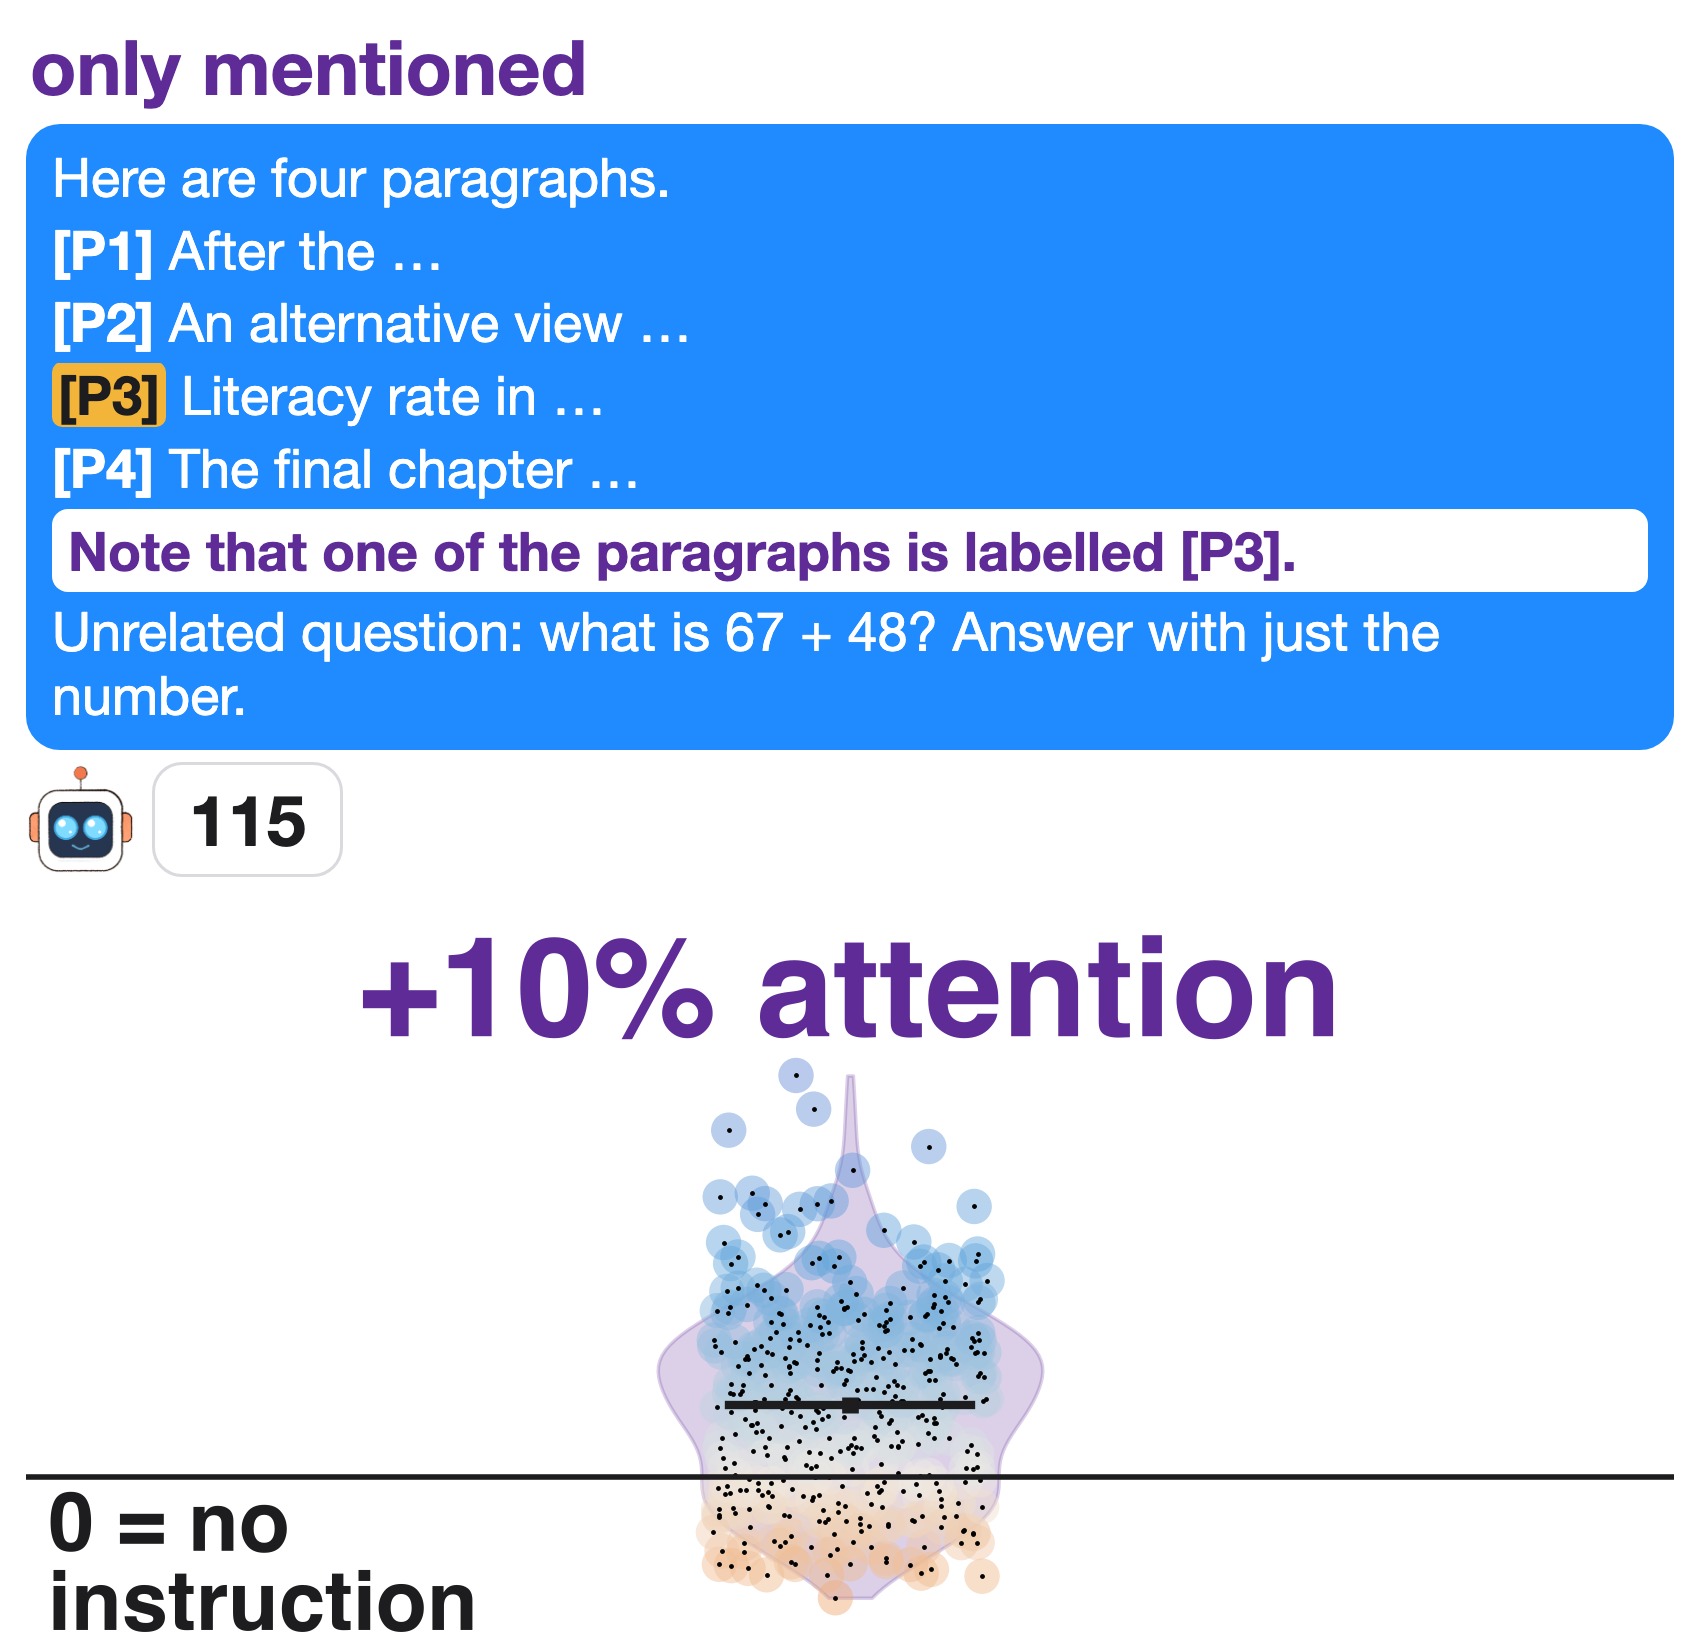 only mentioned
Here are four paragraphs.
[P1] After the …
[P2] An alternative view …
[P3] Literacy rate in …
[P4] The final chapter …
Note that one of the paragraphs is labelled [P3].
Unrelated question: what is 67 + 48? Answer with just the
number.
115
+10% attention
0 = no
instruction